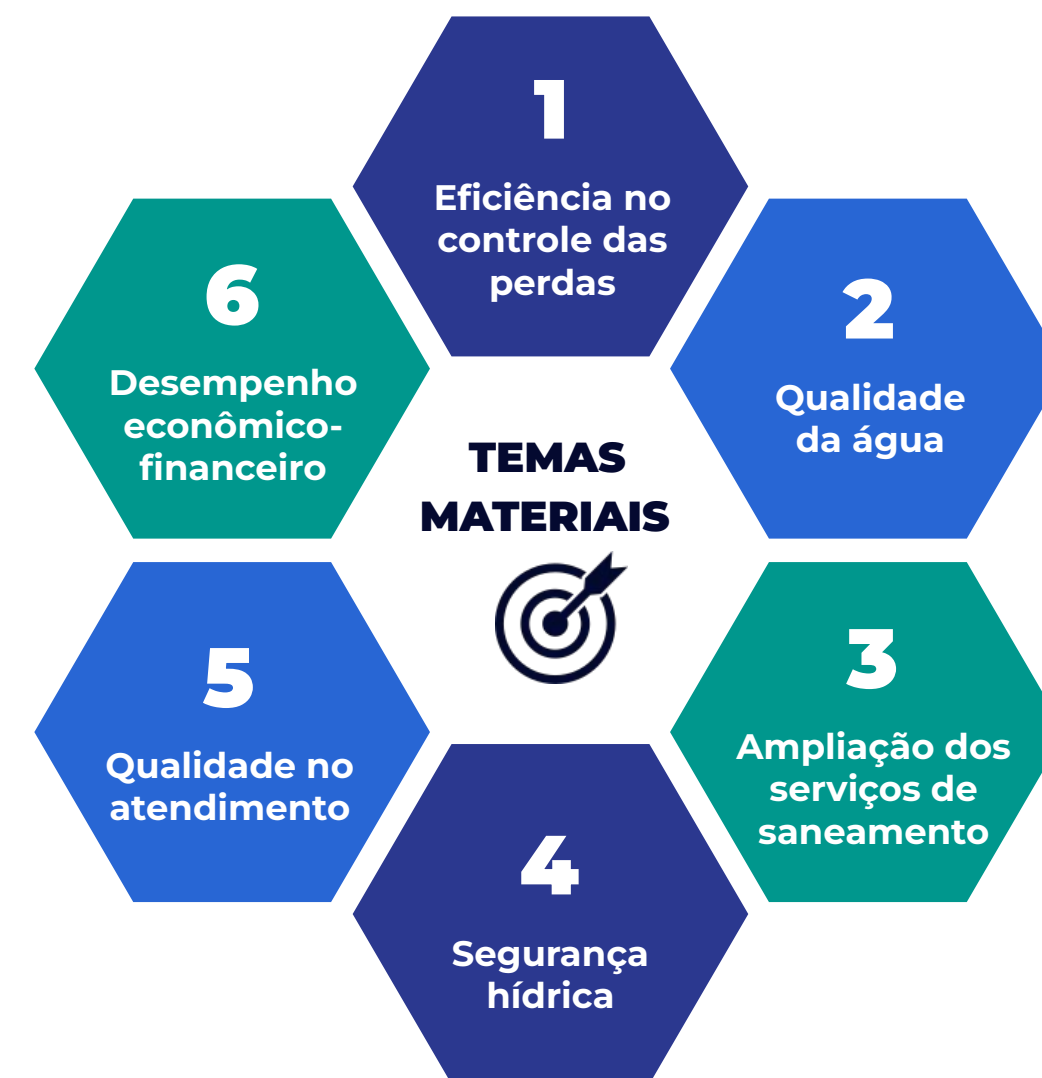 TEMAS
MATERIAIS
1
Eficiência no
controle das
perdas
2
Qualidade
da água
3
Ampliação dos
serviços de
saneamento
4
Segurança
hídrica
5
Qualidade no
atendimento
6
Desempenho
econômico-
financeiro